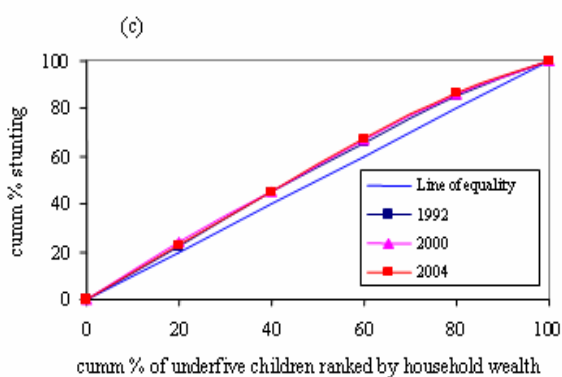 (c)
100
80
60
40
20
0
cumm % stunting
Line of equality
1992
2000
2004
0 20 40 60 80 100
cumm % of underfive children ranked by household wealth